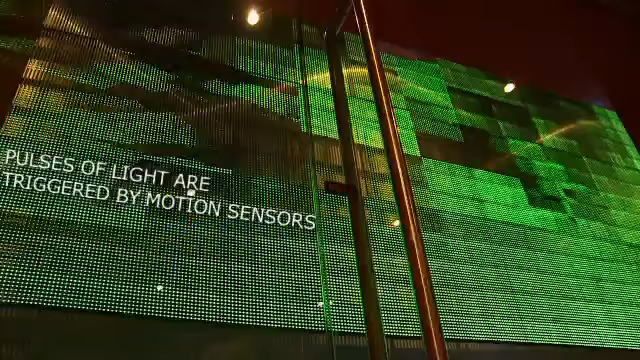 PULSES OF LIGHT ARE
TRIGGERED BY MOTION SENSORS